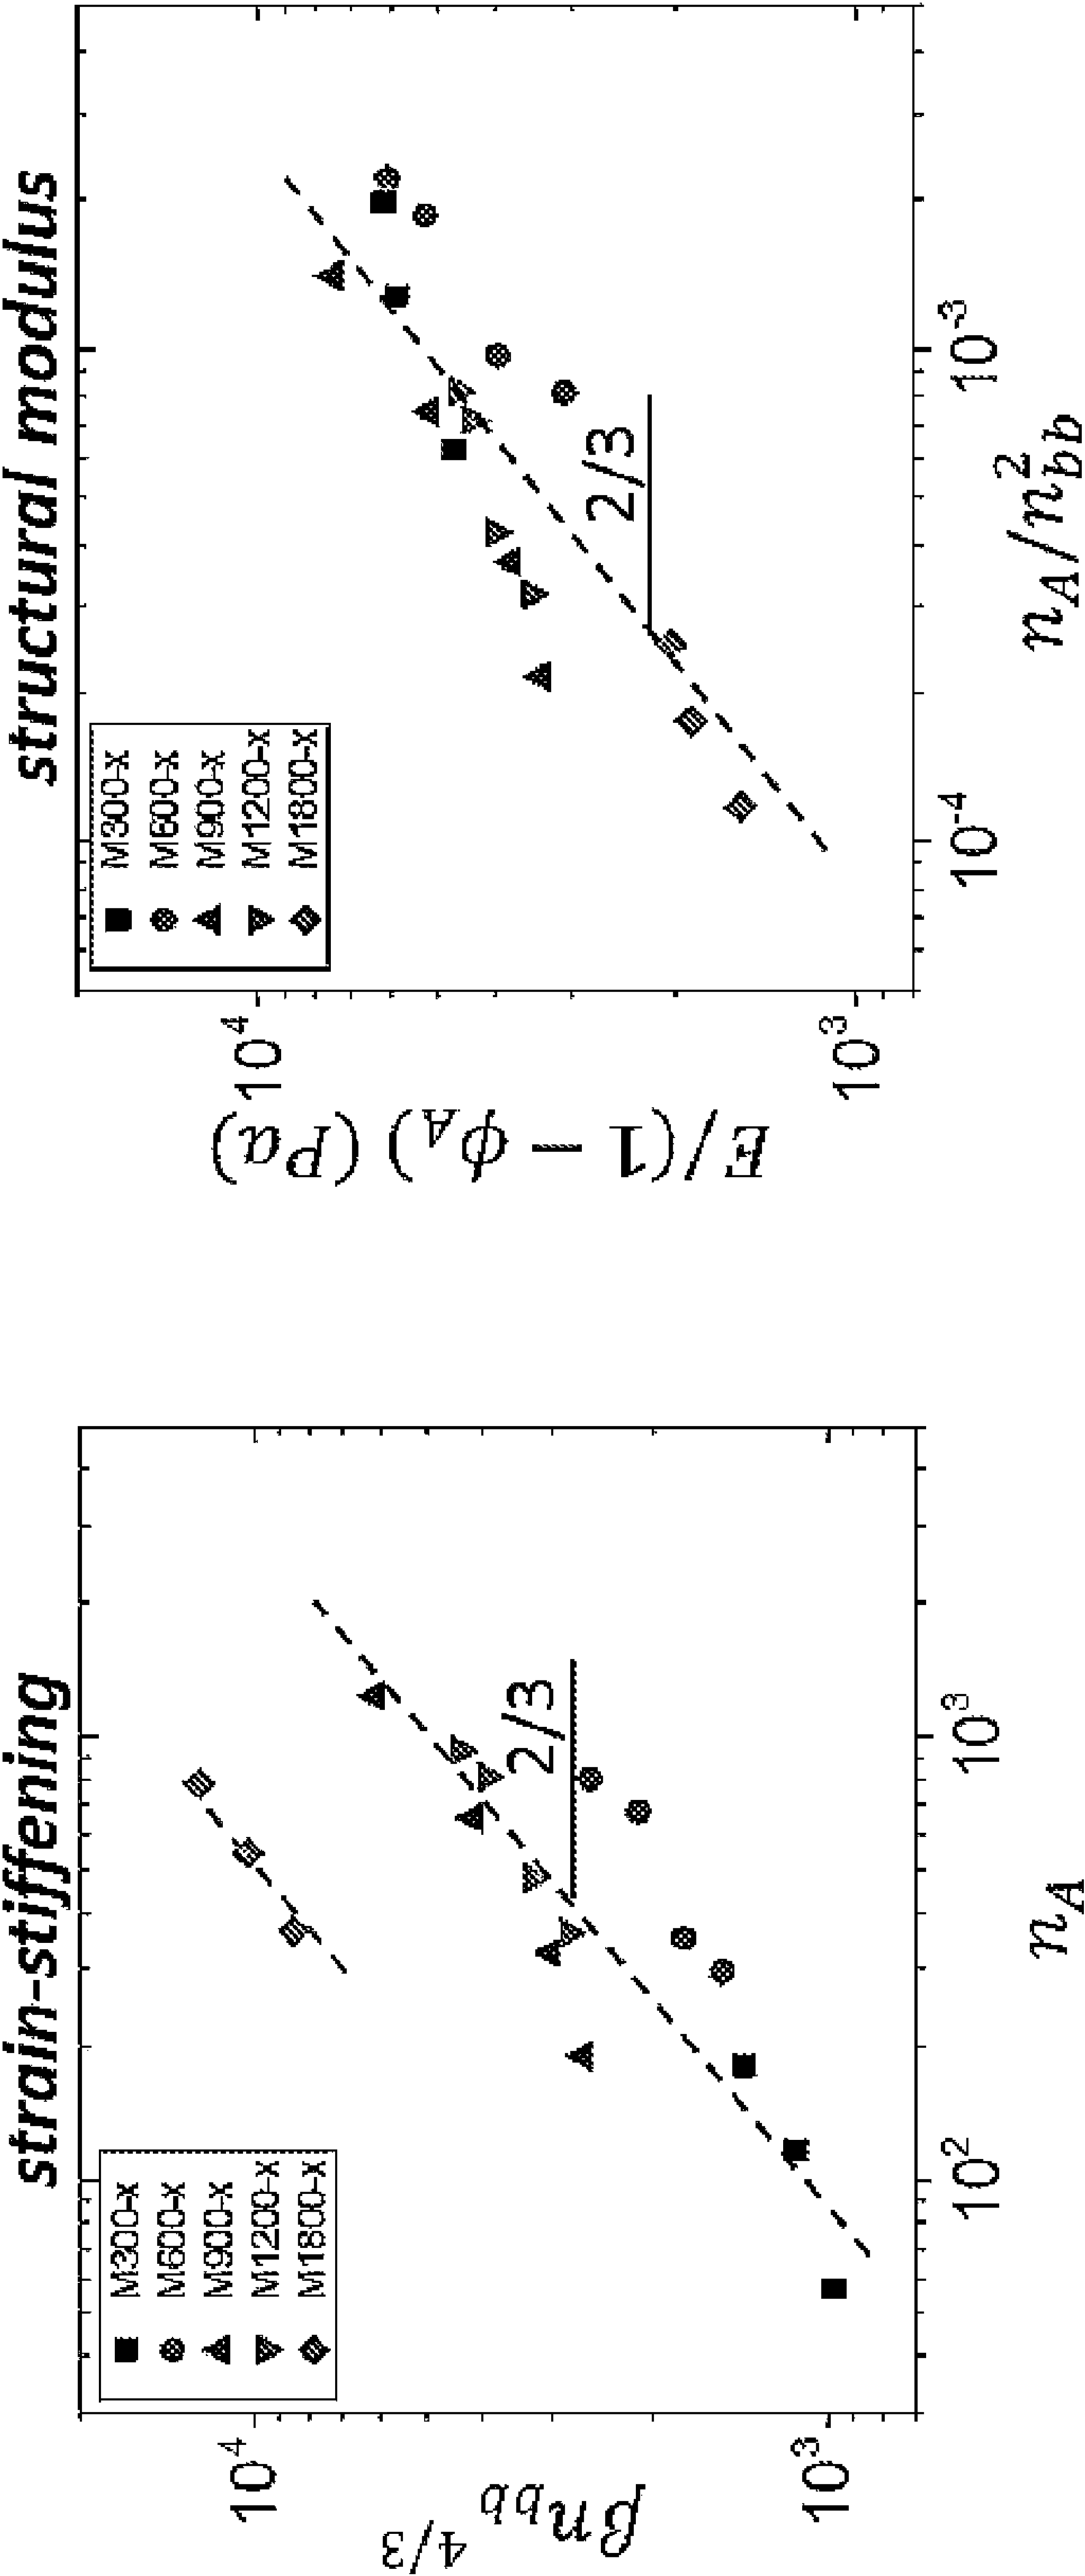 strain-stiffening
M300-x
M600-x
M900-x
M1200-x
M1800-x
2/3
10^4
10^3
βn_bb^4/3
10^2
10^3
n_A
structural modulus
M300-x
M600-x
M900-x
M1200-x
M1800-x
2/3
10^4
10^3
E/(1 − ϕ_A) (Pa)
10^-4
10^-3
n_A/n_bb^2